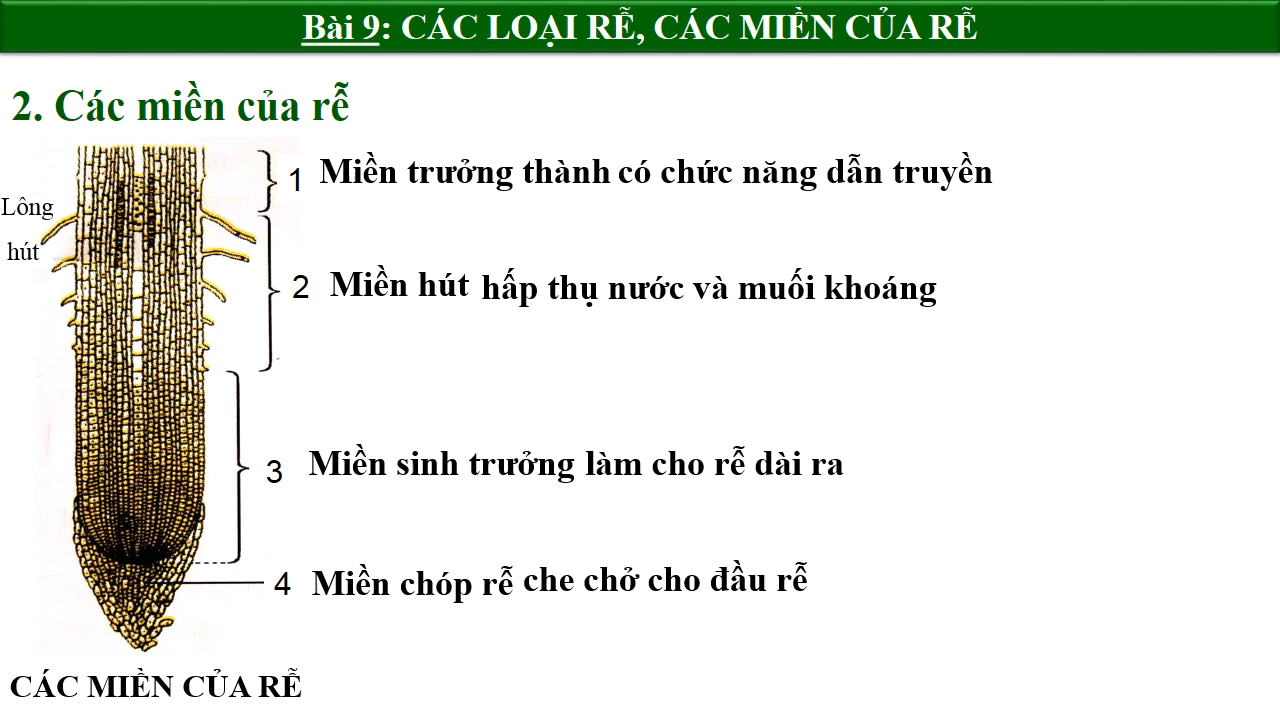 Bài 9: CÁC LOẠI RỄ, CÁC MIỀN CỦA RỄ
2. Các miền của rễ
1 Miền trưởng thành có chức năng dẫn truyền
Lông
hút
2 Miền hút hấp thụ nước và muối khoáng
3 Miền sinh trưởng làm cho rễ dài ra
4 Miền chóp rễ che chở cho đầu rễ
CÁC MIỀN CỦA RỄ